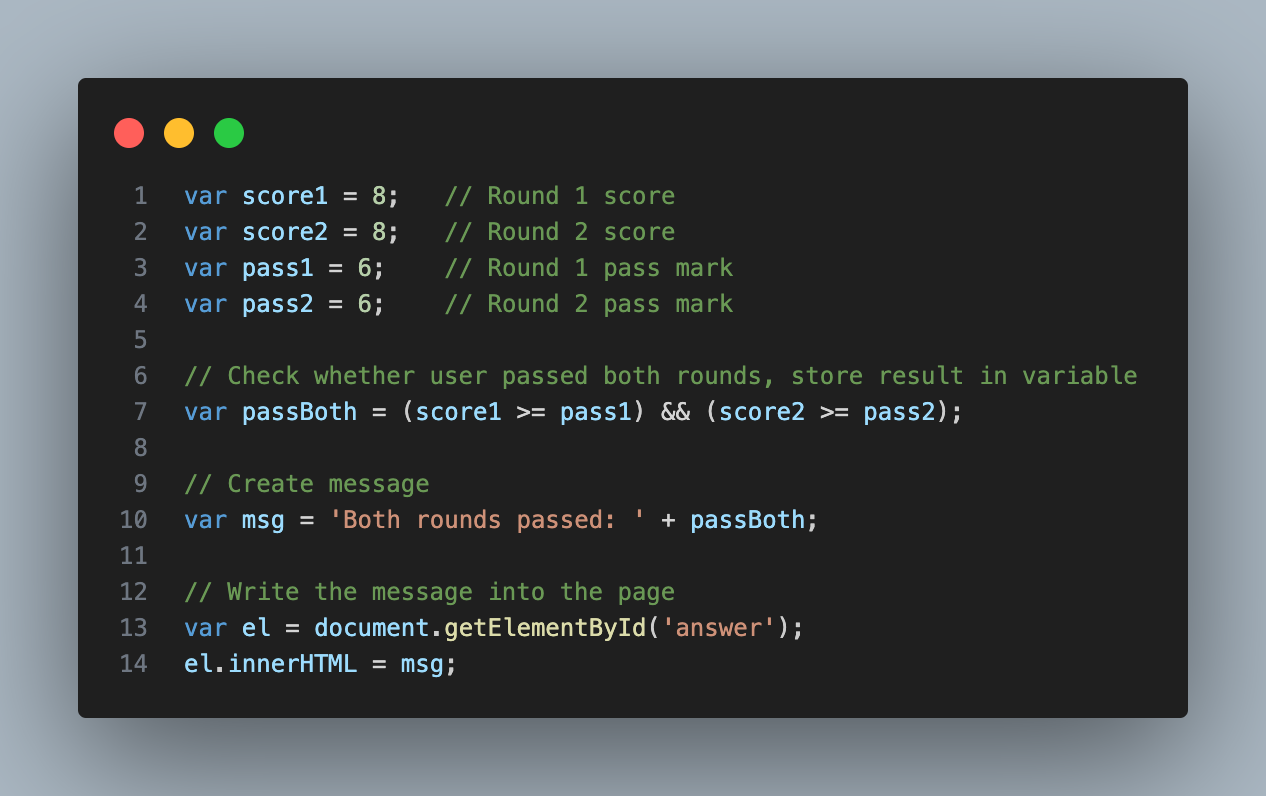 1 var score1 = 8;   // Round 1 score
2 var score2 = 8;   // Round 2 score
3 var pass1 = 6;    // Round 1 pass mark
4 var pass2 = 6;    // Round 2 pass mark
5
6 // Check whether user passed both rounds, store result in variable
7 var passBoth = (score1 >= pass1) && (score2 >= pass2);
8
9 // Create message
10 var msg = 'Both rounds passed: ' + passBoth;
11
12 // Write the message into the page
13 var el = document.getElementById('answer');
14 el.innerHTML = msg;